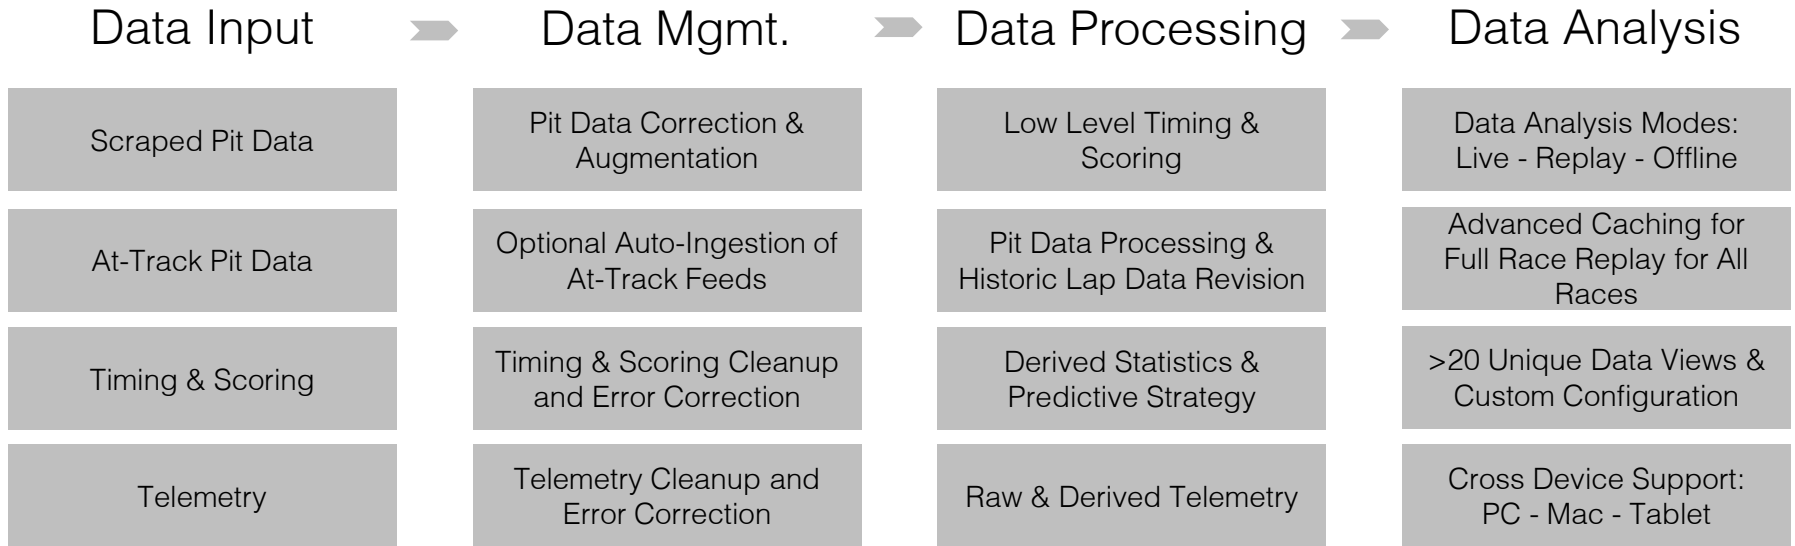 Data Input
Data Mgmt.
Data Processing
Data Analysis
Scraped Pit Data
Pit Data Correction &
Augmentation
Low Level Timing &
Scoring
Data Analysis Modes:
Live - Replay - Offline
At-Track Pit Data
Optional Auto-Ingestion of
At-Track Feeds
Pit Data Processing &
Historic Lap Data Revision
Advanced Caching for
Full Race Replay for All
Races
Timing & Scoring
Timing & Scoring Cleanup
and Error Correction
Derived Statistics &
Predictive Strategy
>20 Unique Data Views &
Custom Configuration
Telemetry
Telemetry Cleanup and
Error Correction
Raw & Derived Telemetry
Cross Device Support:
PC - Mac - Tablet